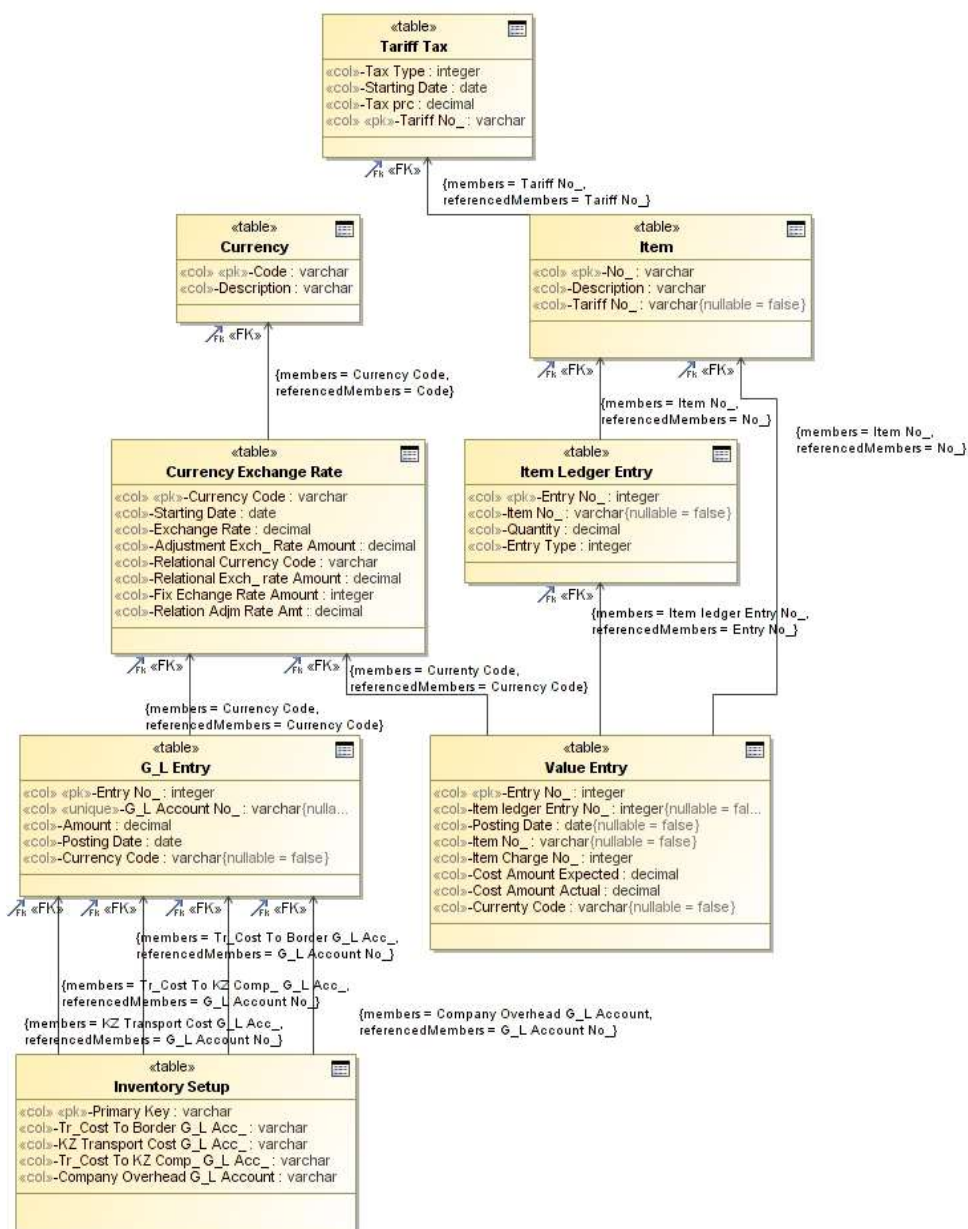 «table»
Tariff Tax
«col»-Tax Type : integer
«col»-Starting Date : date
«col»-Tax prc : decimal
«col» «pk»-Tariff No_ : varchar
Fk «FK»
{members = Tariff No_,
referencedMembers = Tariff No_}
«table»
Currency
«col» «pk»-Code : varchar
«col»-Description : varchar
Fk «FK»
«table»
Item
«col» «pk»-No_ : varchar
«col»-Description : varchar
«col»-Tariff No_ : varchar{nullable = false}
Fk «FK»
Fk «FK»
{members = Currency Code,
referencedMembers = Code}
{members = Item No_,
referencedMembers = No_}
{members = Item No_,
referencedMembers = No_}
«table»
Currency Exchange Rate
«col» «pk»-Currency Code : varchar
«col»-Starting Date : date
«col»-Exchange Rate : decimal
«col»-Adjustment Exch_ Rate Amount : decimal
«col»-Relational Currency Code : varchar
«col»-Relational Exch_ rate Amount : decimal
«col»-Fix Echange Rate Amount : integer
«col»-Relation Adjm Rate Amt : decimal
Fk «FK»
Fk «FK»
«table»
Item Ledger Entry
«col» «pk»-Entry No_ : integer
«col»-Item No_ : varchar{nullable = false}
«col»-Quantity : decimal
«col»-Entry Type : integer
Fk «FK»
{members = Item ledger Entry No_,
referencedMembers = Entry No_}
{members = Currenty Code,
referencedMembers = Currency Code}
{members = Currency Code,
referencedMembers = Currency Code}
«table»
G_L Entry
«col» «pk»-Entry No_ : integer
«col» «unique»-G_L Account No_ : varchar{nulla...
«col»-Amount : decimal
«col»-Posting Date : date
«col»-Currency Code : varchar{nullable = false}
Fk «FK»
Fk «FK»
Fk «FK»
Fk «FK»
«table»
Value Entry
«col» «pk»-Entry No_ : integer
«col»-Item ledger Entry No_ : integer{nullable = fal...
«col»-Posting Date : date{nullable = false}
«col»-Item No_ : varchar{nullable = false}
«col»-Item Charge No_ : integer
«col»-Cost Amount Expected : decimal
«col»-Cost Amount Actual : decimal
«col»-Currenty Code : varchar{nullable = false}
{members = Tr_Cost To Border G_L Acc_,
referencedMembers = G_L Account No_}
{members = Tr_Cost To KZ Comp_ G_L Acc_,
referencedMembers = G_L Account No_}
{members = KZ Transport Cost G_L Acc_,
referencedMembers = G_L Account No_}
{members = Company Overhead G_L Account,
referencedMembers = G_L Account No_}
«table»
Inventory Setup
«col» «pk»-Primary Key : varchar
«col»-Tr_Cost To Border G_L Acc_ : varchar
«col»-KZ Transport Cost G_L Acc_ : varchar
«col»-Tr_Cost To KZ Comp_ G_L Acc_ : varchar
«col»-Company Overhead G_L Account : varchar